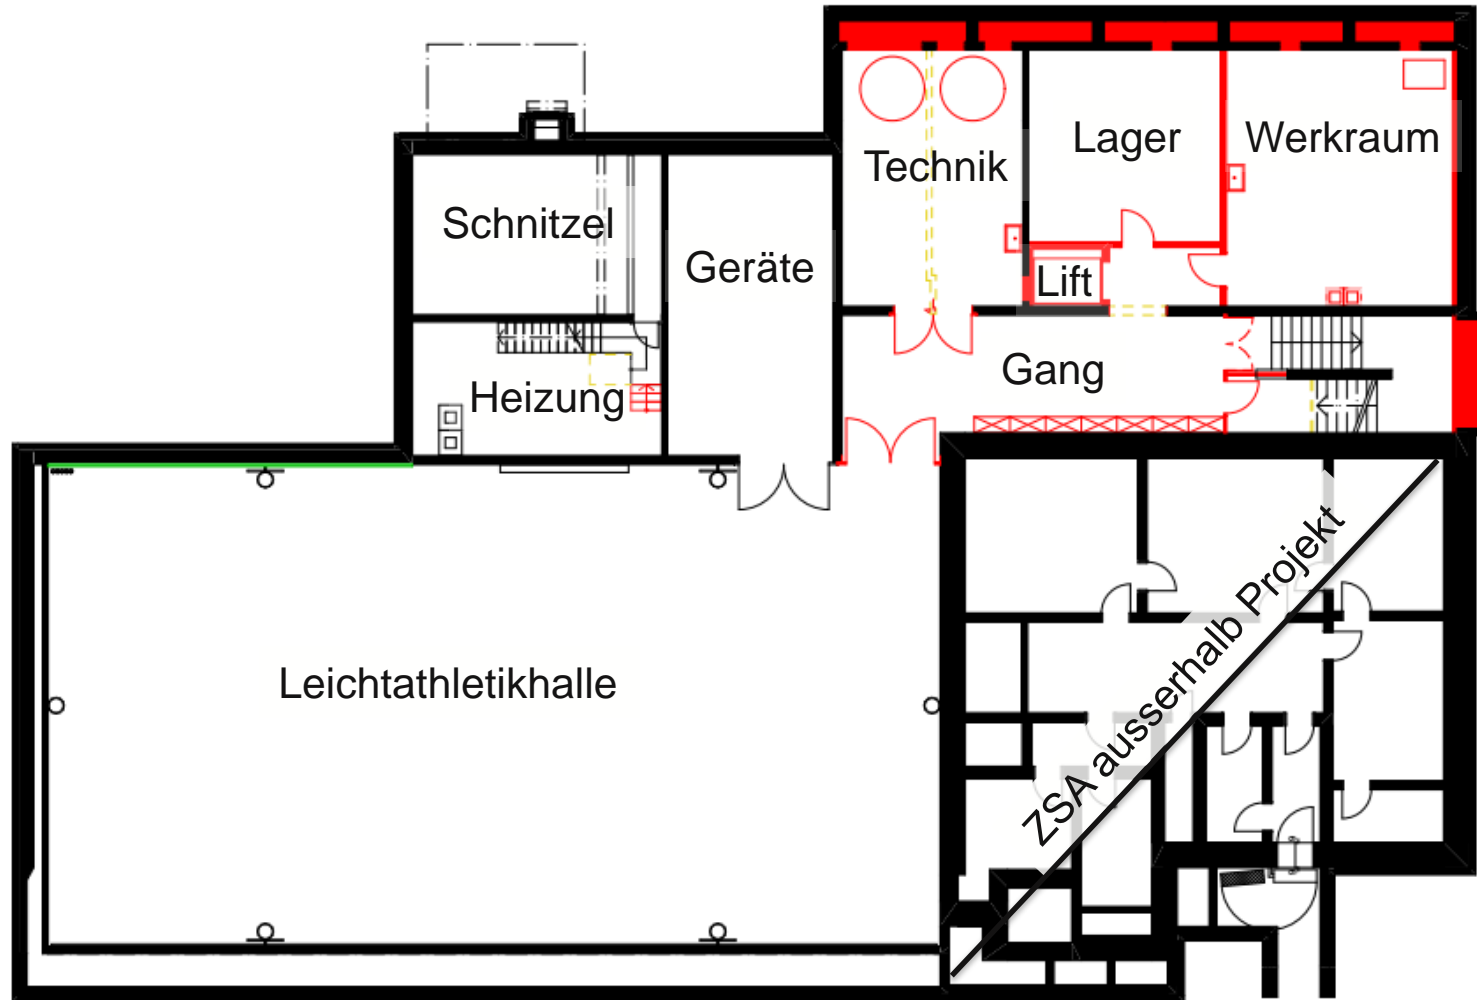 Lager
Werkraum
Technik
Schnitzel
Geräte
Lift
Gang
Heizung
Leichtathletikhalle
ZSA ausserhalb Projekt